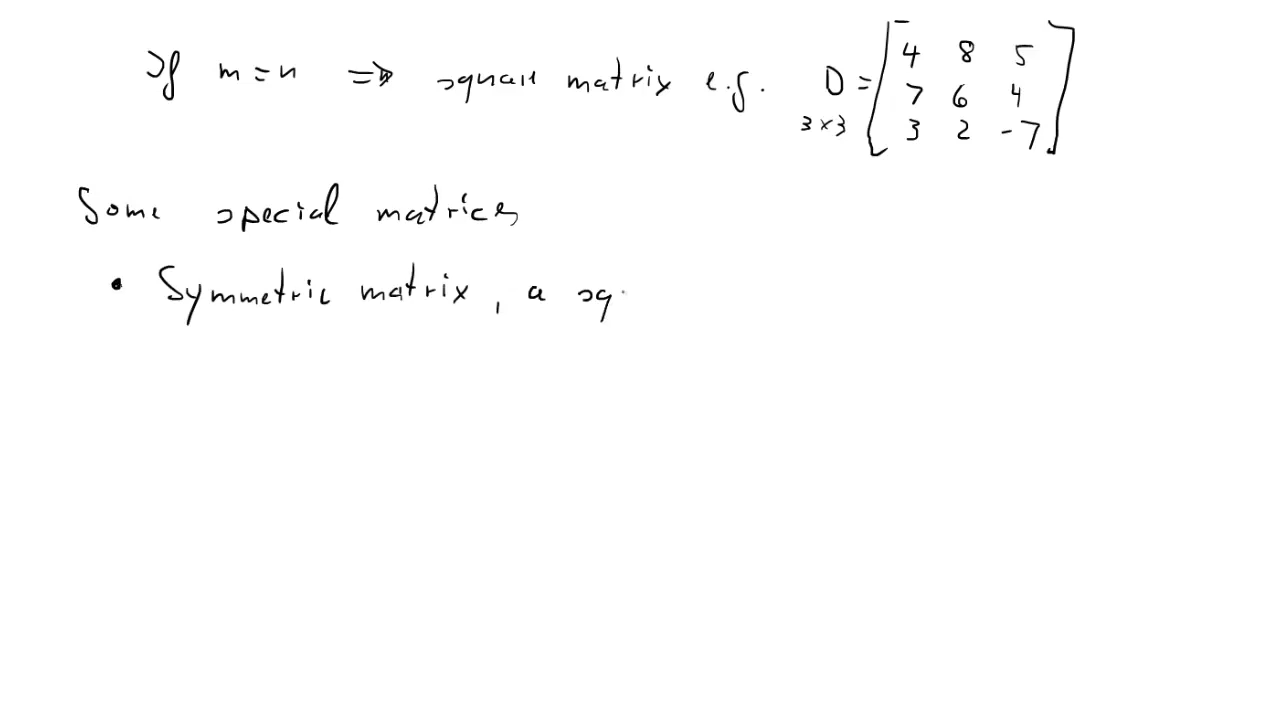 If m = n => square matrix e.g. D = [4 8 5
7 6 4
3 2 -7]
3×3
Some special matrices
• Symmetric matrix, a sq